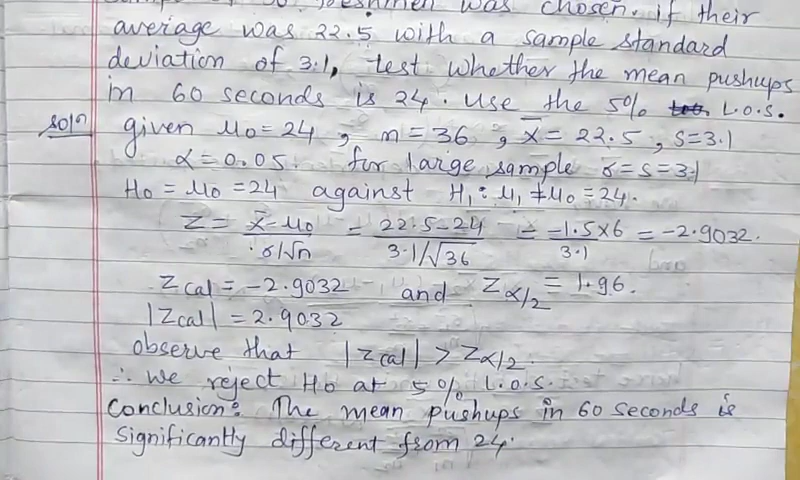 freshmen was chosen. if their
average was 22.5 with a sample standard
deviation of 3.1, test whether the mean pushups
in 60 seconds is 24. Use the 5% L.O.S.
Soln given μ0 = 24, n = 36, x̄ = 22.5, s = 3.1
α = 0.05. for large sample σ = s = 3.1
H0 = μ0 = 24 against H1 : μ1 ≠ μ0 = 24.
Z = x̄ - μ0 / σ/√n = 22.5 - 24 / 3.1/√36 = -1.5 x 6 / 3.1 = -2.9032.
Zcal = -2.9032 and Zα/2 = 1.96.
|Zcal| = 2.9032
observe that |Zcal| > Zα/2.
∴ we reject H0 at 5% L.O.S.
Conclusion: The mean pushups in 60 seconds is
significantly different from 24.